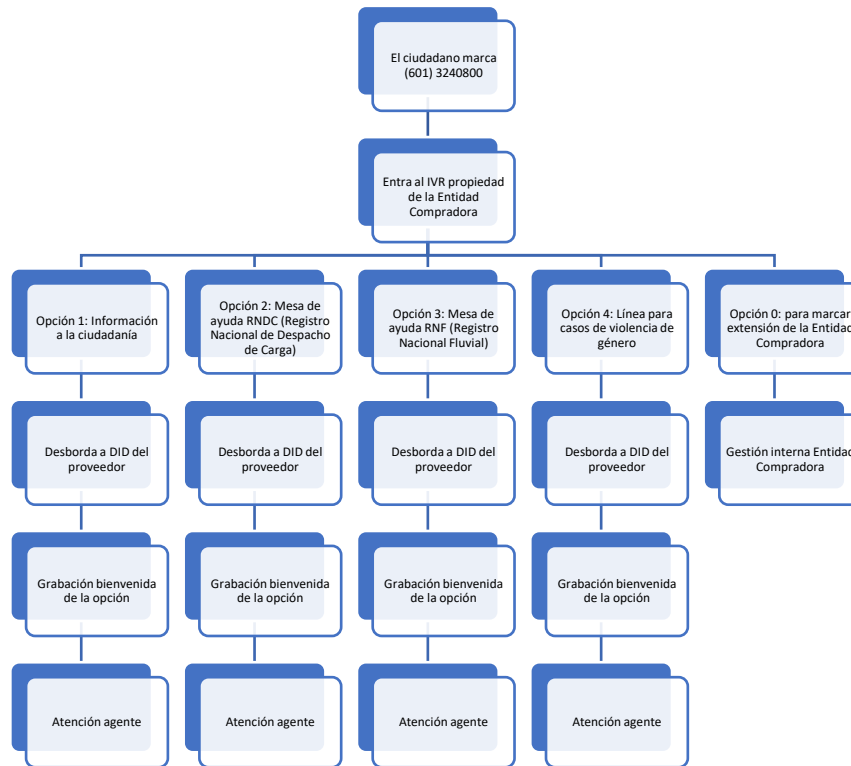 El ciudadano marca
(601) 3240800
Entra al IVR propiedad
de la Entidad
Compradora
Opción 1: Información
a la ciudadanía
Opción 2: Mesa de
ayuda RNDC (Registro
Nacional de Despacho
de Carga)
Opción 3: Mesa de
ayuda RNF (Registro
Nacional Fluvial)
Opción 4: Línea para
casos de violencia de
género
Opción 0: para marcar
extensión de la Entidad
Compradora
Desborda a DID del
proveedor
Desborda a DID del
proveedor
Desborda a DID del
proveedor
Desborda a DID del
proveedor
Gestión interna Entidad
Compradora
Grabación bienvenida
de la opción
Grabación bienvenida
de la opción
Grabación bienvenida
de la opción
Grabación bienvenida
de la opción
Atención agente
Atención agente
Atención agente
Atención agente